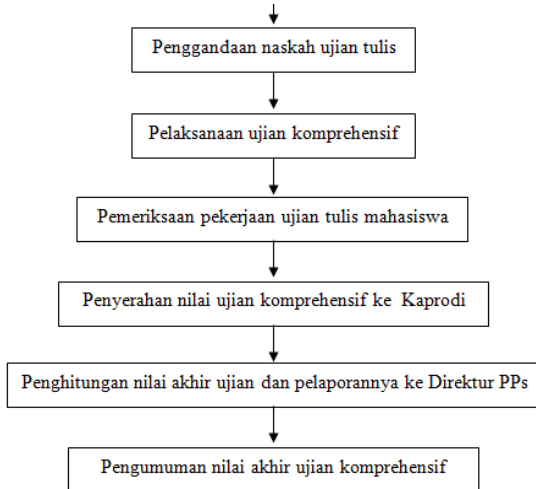 Penggandaan naskah ujian tulis
Pelaksanaan ujian komprehensif
Pemeriksaan pekerjaan ujian tulis mahasiswa
Penyerahan nilai ujian komprehensif ke Kaprodi
Penghitungan nilai akhir ujian dan pelaporannya ke Direktur PPs
Pengumuman nilai akhir ujian komprehensif